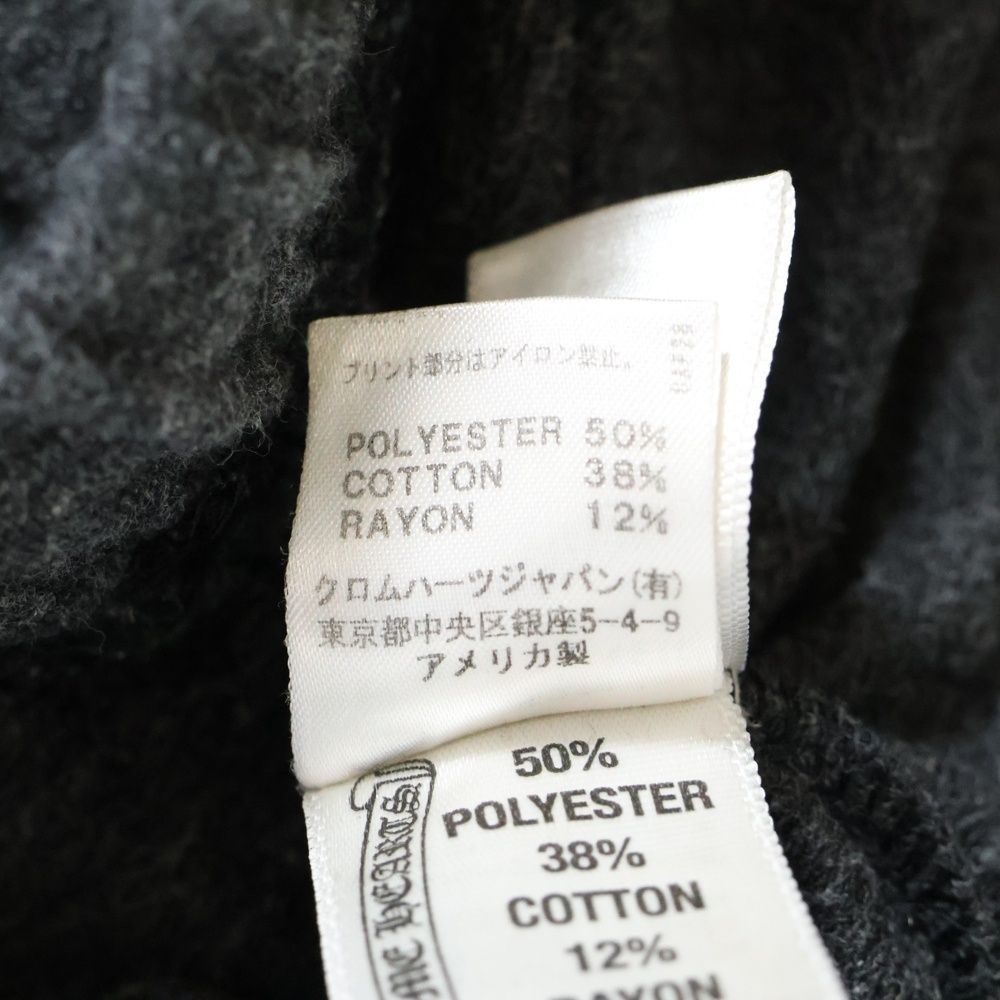 プリント部分はアイロン禁止。
POLYESTER 50%
COTTON 38%
RAYON 12%
クロムハーツジャパン(有)
東京都中央区銀座5-4-9
アメリカ製
50%
POLYESTER
38%
COTTON
12%
RAYON
HEARTS